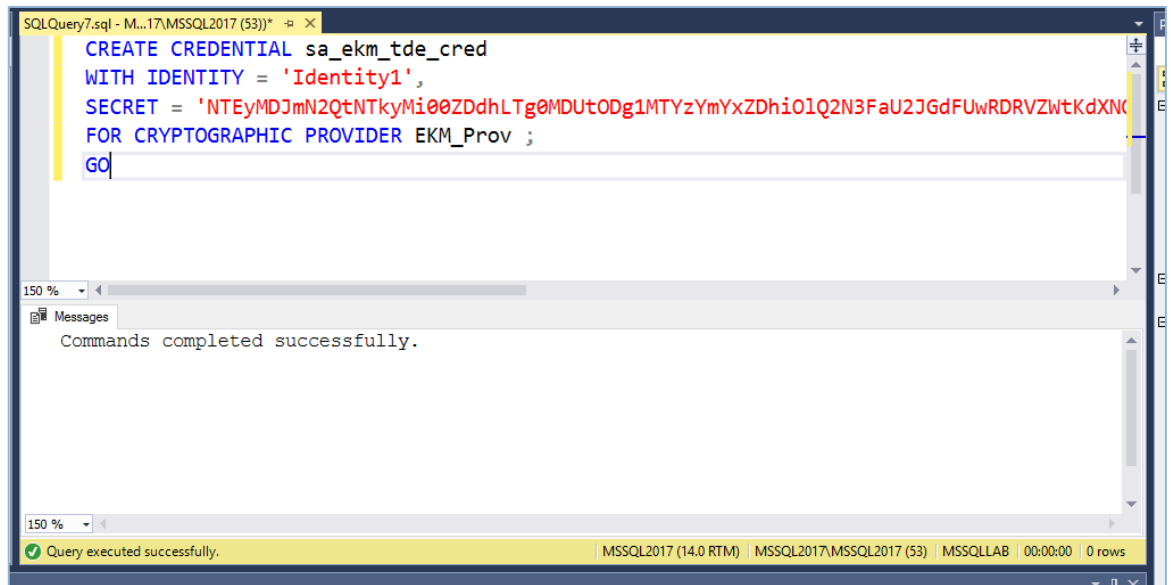 SQLQuery7.sql - M...17\MSSQL2017 (53))*
CREATE CREDENTIAL sa_ekm_tde_cred
WITH IDENTITY = 'Identity1',
SECRET = 'NTEyMDJmN2QtNTkyMi00ZDdhLTg0MDUtODg1MTYzYmYxZDhiOlQ2N3FaU2JGdFUwRDRVZWtKdXN
FOR CRYPTOGRAPHIC PROVIDER EKM_Prov ;
GO
150 %
Messages
Commands completed successfully.
150 %
Query executed successfully.
MSSQL2017 (14.0 RTM)
MSSQL2017\MSSQL2017 (53)
MSSQLLAB
00:00:00
0 rows